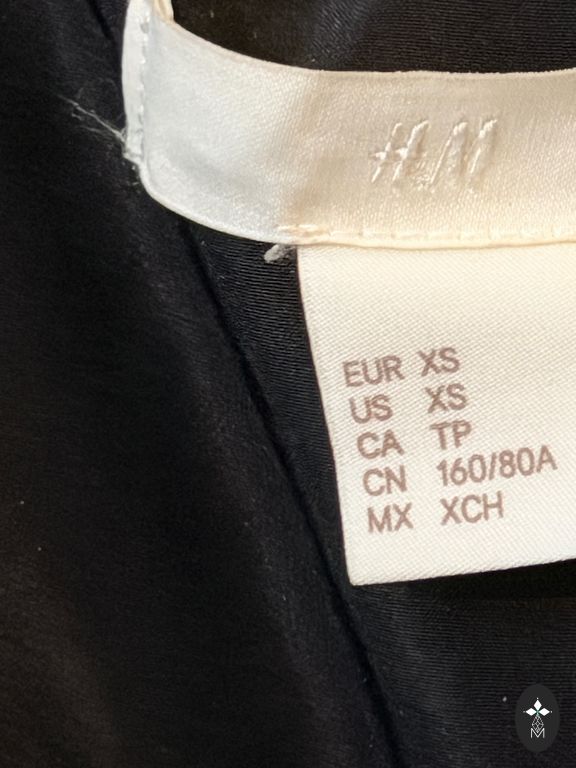 H&M
EUR XS
US XS
CA TP
CN 160/80A
MX XCH
M